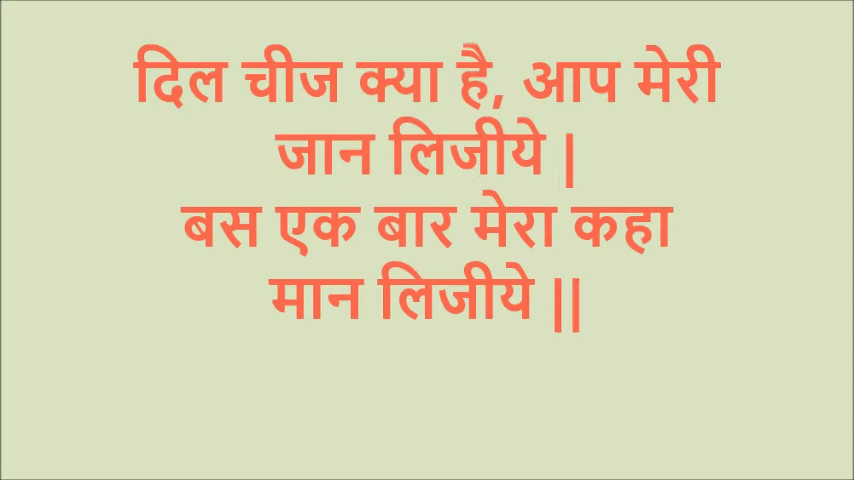 दिल चीज क्या है, आप मेरी
जान लिजीये |
बस एक बार मेरा कहा
मान लिजीये ||